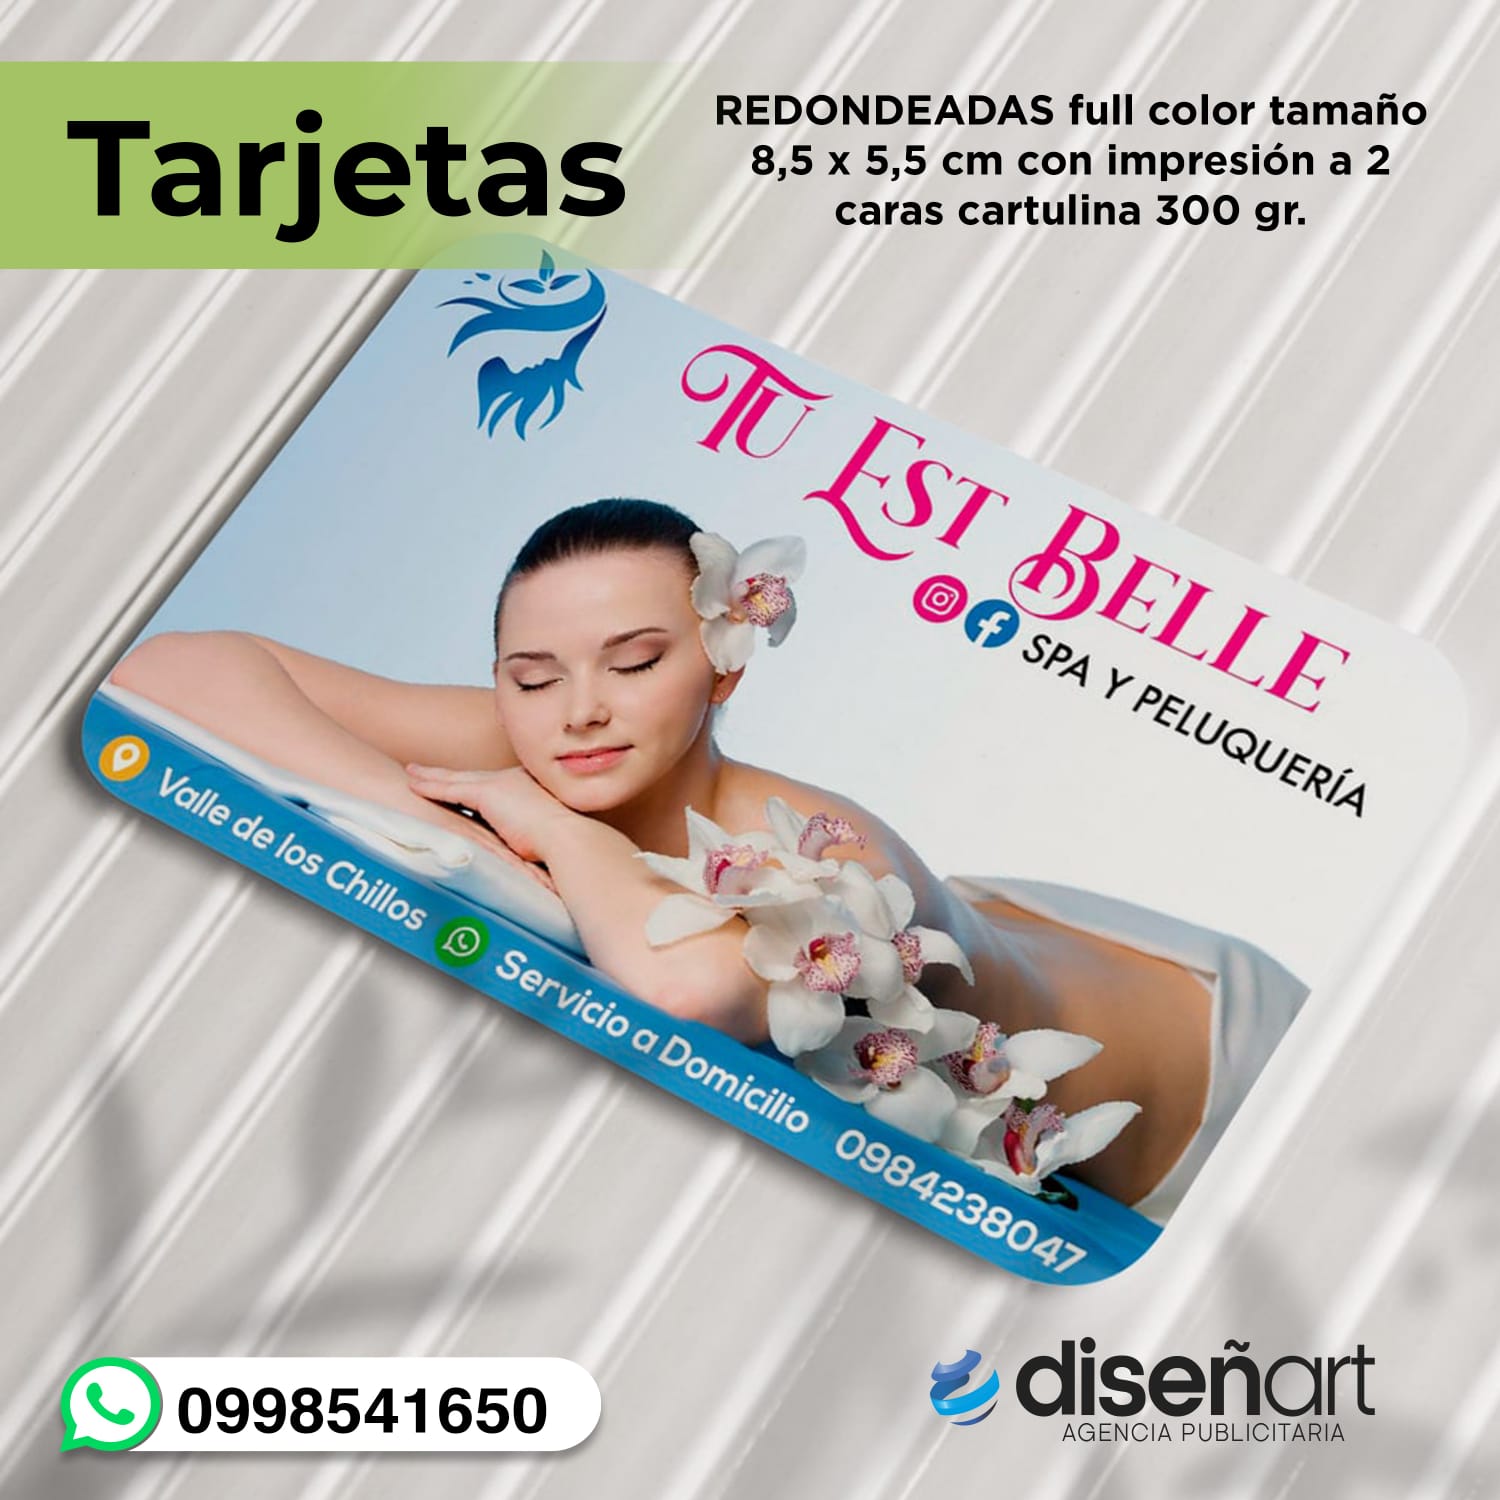 Tarjetas
REDONDEADAS full color tamaño
8,5 x 5,5 cm con impresión a 2
caras cartulina 300 gr.
Tu Est Belle
SPA Y PELUQUERÍA
Valle de los Chillos
Servicio a Domicilio 0984238047
0998541650
diseñart
AGENCIA PUBLICITARIA